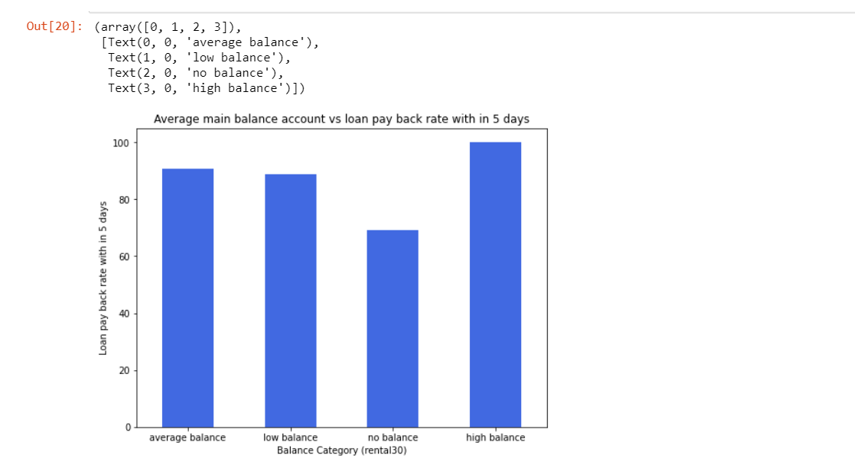 Out[20]: (array([0, 1, 2, 3]),
[Text(0, 0, 'average balance'),
Text(1, 0, 'low balance'),
Text(2, 0, 'no balance'),
Text(3, 0, 'high balance')])
Average main balance account vs loan pay back rate with in 5 days
100
80
60
40
20
0
Loan pay back rate with in 5 days
average balance low balance no balance high balance
Balance Category (rental30)